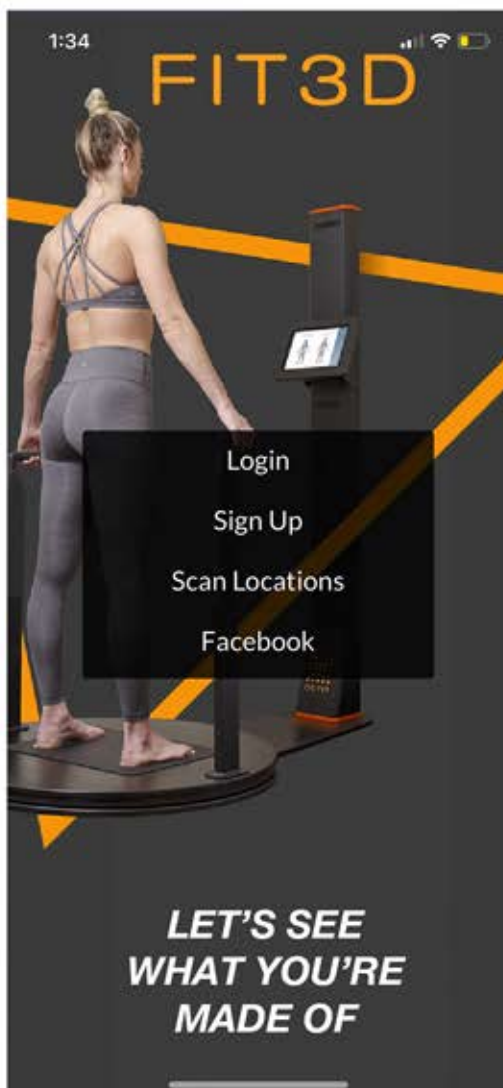 1:34
FIT3D
Login
Sign Up
Scan Locations
Facebook
LET'S SEE
WHAT YOU'RE
MADE OF